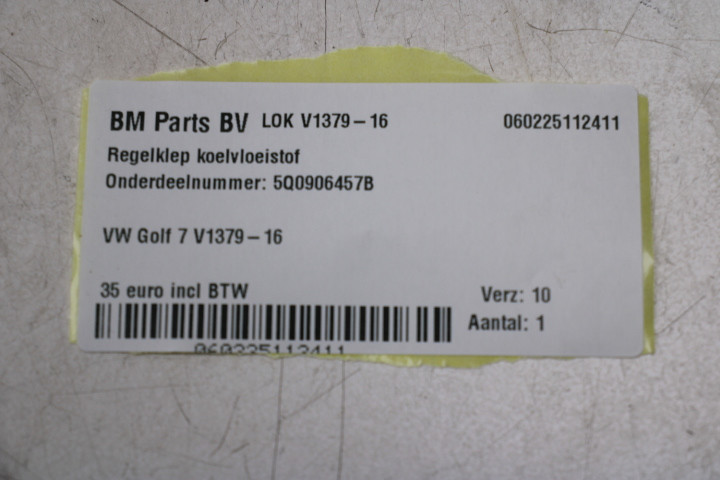 BM Parts BV LOK V1379-16 060225112411
Regelklep koelvloeistof
Onderdeelnummer: 5Q0906457B
VW Golf 7 V1379-16
35 euro incl BTW Verz: 10
Aantal: 1
060225112411